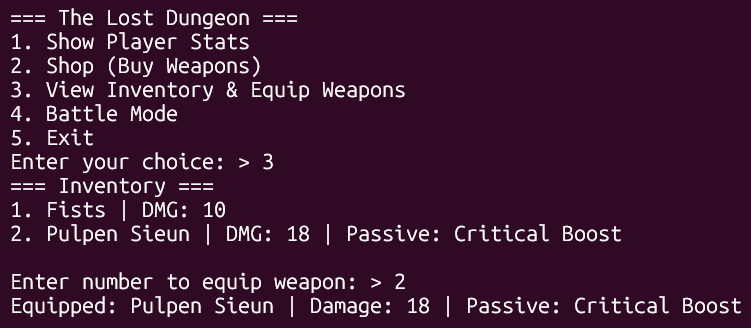 === The Lost Dungeon ===
1. Show Player Stats
2. Shop (Buy Weapons)
3. View Inventory & Equip Weapons
4. Battle Mode
5. Exit
Enter your choice: > 3
=== Inventory ===
1. Fists | DMG: 10
2. Pulpen Sieun | DMG: 18 | Passive: Critical Boost
Enter number to equip weapon: > 2
Equipped: Pulpen Sieun | Damage: 18 | Passive: Critical Boost